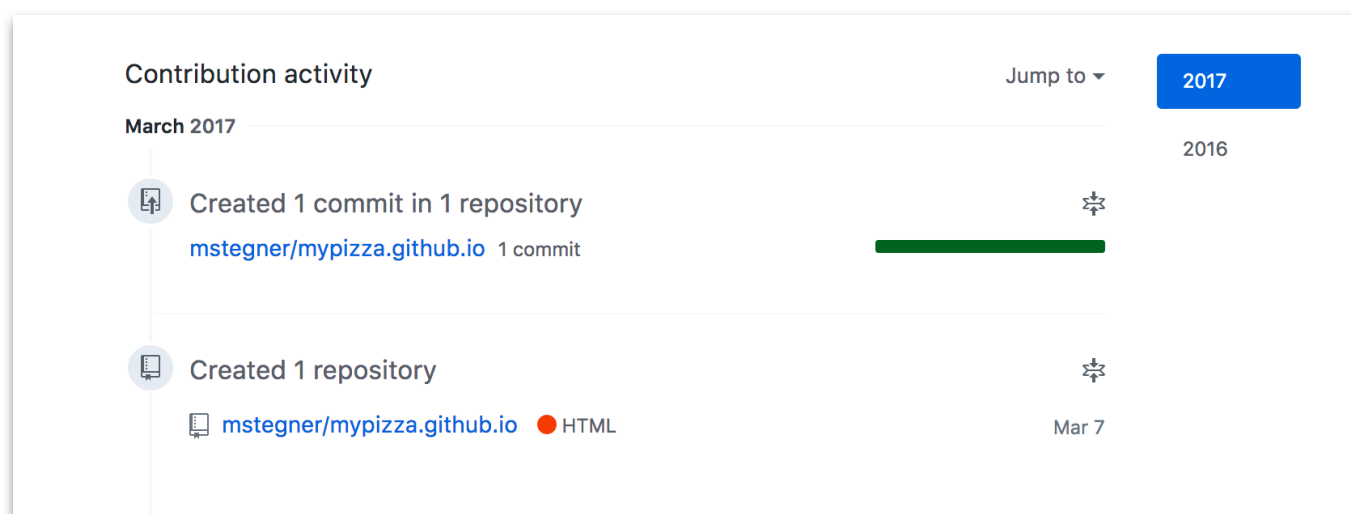 Contribution activity
Jump to
2017
March 2017
2016
Created 1 commit in 1 repository
mstegner/mypizza.github.io 1 commit
Created 1 repository
mstegner/mypizza.github.io HTML
Mar 7